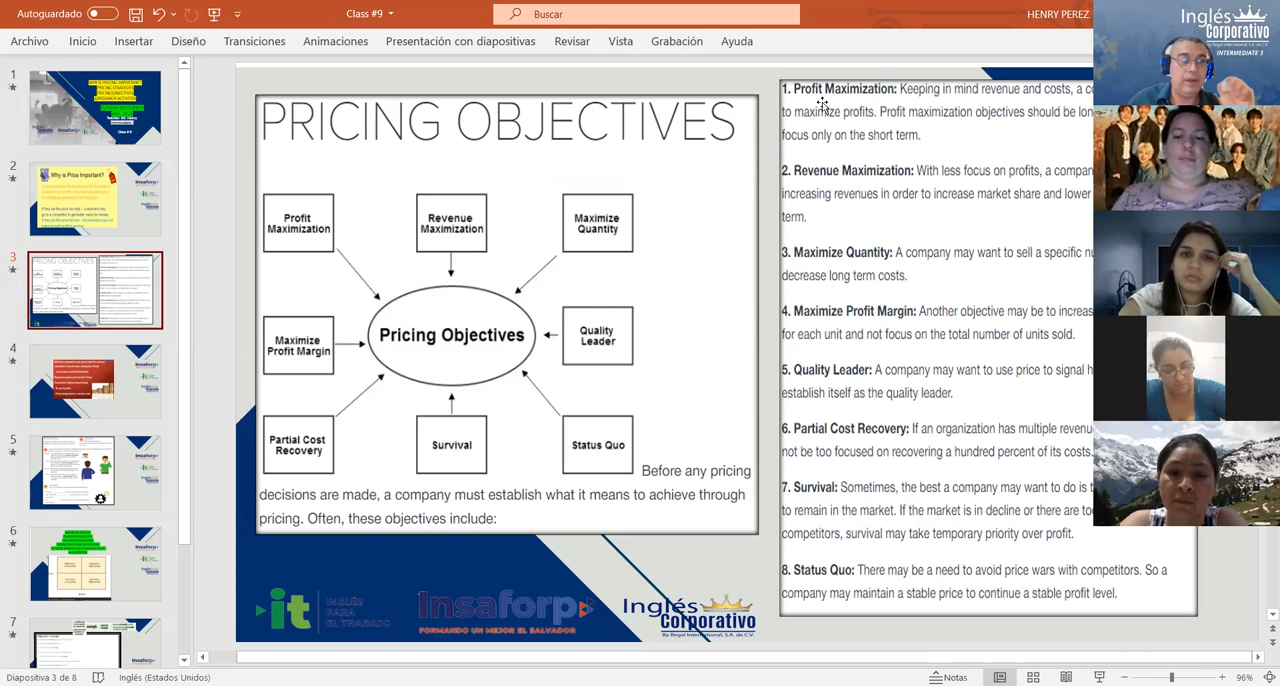 Autoguardado
Class #9
Buscar
HENRY PEREZ
Archivo
Inicio
Insertar
Diseño
Transiciones
Animaciones
Presentación con diapositivas
Revisar
Vista
Grabación
Ayuda
1
2
Why is Price Important?
3
4
5
6
7
PRICING OBJECTIVES
Profit
Maximization
Revenue
Maximization
Maximize
Quantity
Maximize
Profit Margin
Pricing Objectives
Quality
Leader
Partial Cost
Recovery
Survival
Status Quo
Before any pricing
decisions are made, a company must establish what it means to achieve through
pricing. Often, these objectives include:
1. Profit Maximization: Keeping in mind revenue and costs, a
to maximize profits. Profit maximization objectives should be
focus only on the short term.
2. Revenue Maximization: With less focus on profits, a
increasing revenues in order to increase market share and lower
term.
3. Maximize Quantity: A company may want to sell a specific
decrease long term costs.
4. Maximize Profit Margin: Another objective may be to
for each unit and not focus on the total number of units sold.
5. Quality Leader: A company may want to use price to signal
establish itself as the quality leader.
6. Partial Cost Recovery: If an organization has multiple
not be too focused on recovering a hundred percent of its costs.
7. Survival: Sometimes, the best a company may want to do is
to remain in the market. If the market is in decline or there are
competitors, survival may take temporary priority over profit.
8. Status Quo: There may be a need to avoid price wars with competitors. So a
company may maintain a stable price to continue a stable profit level.
it
INGLÉS
PARA
EL TRABAJO
Insaforp
FORMANDO UN MEJOR EL SALVADOR
Inglés
Corporativo
By Regal International, S.A. de C.V.
Inglés
Corporativo
By Regal International, S.A. de C.V.
INTERMEDIATE 3
Diapositiva 3 de 8
Inglés (Estados Unidos)
Notas
96%